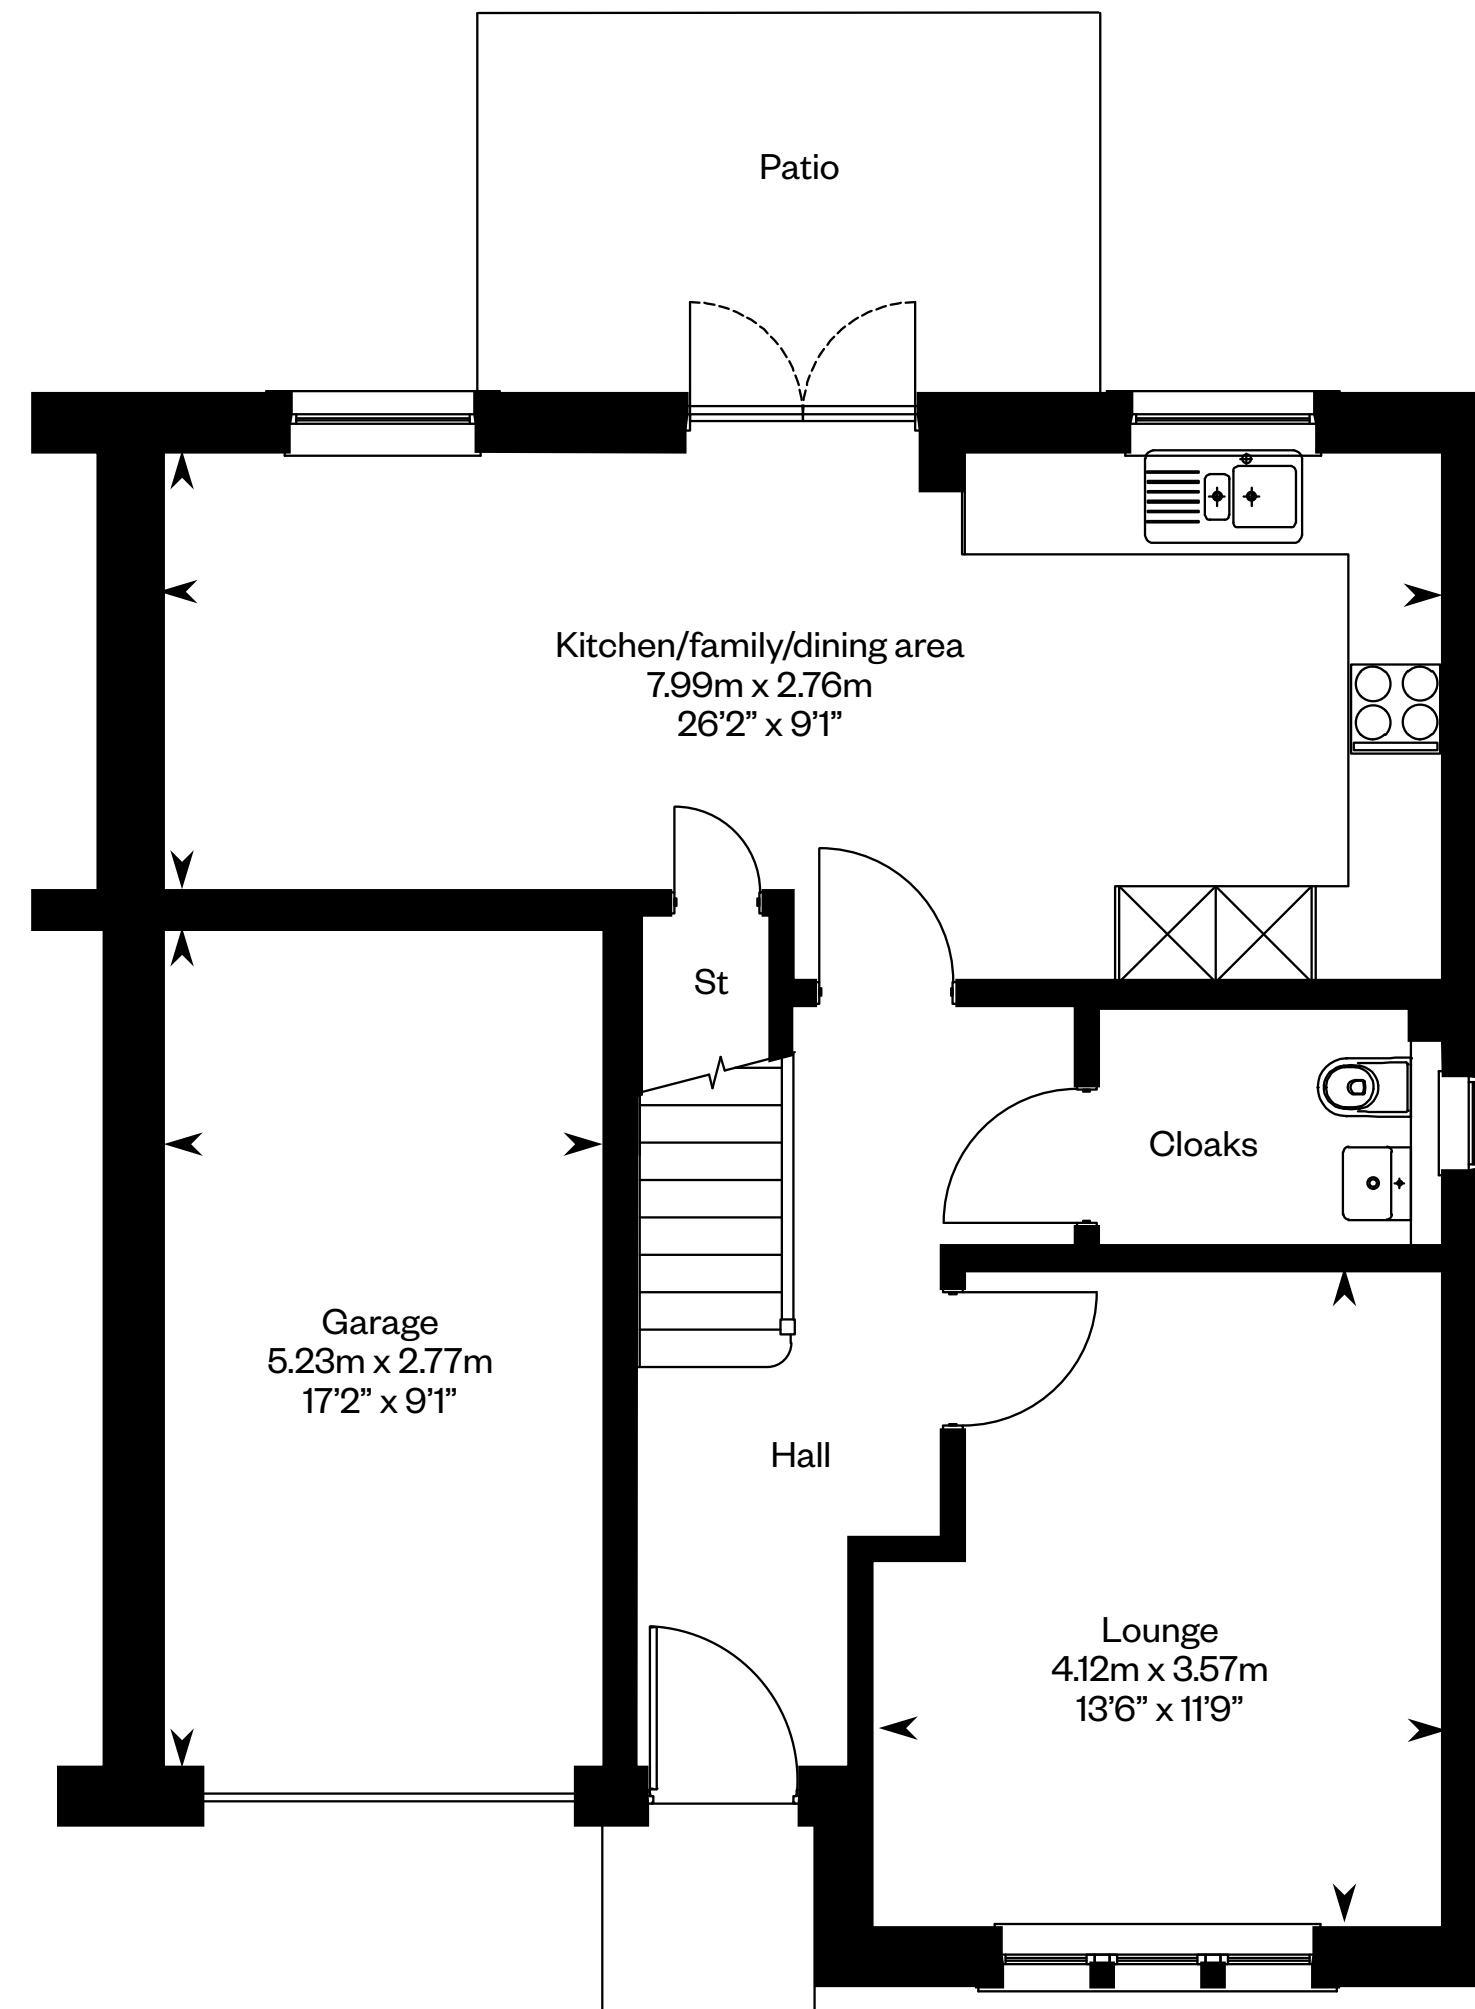 Patio
Kitchen/family/dining area
7.99m x 2.76m
26’2” x 9’1”
St
Cloaks
Garage
5.23m x 2.77m
17’2” x 9’1”
Hall
Lounge
4.12m x 3.57m
13’6” x 11’9”